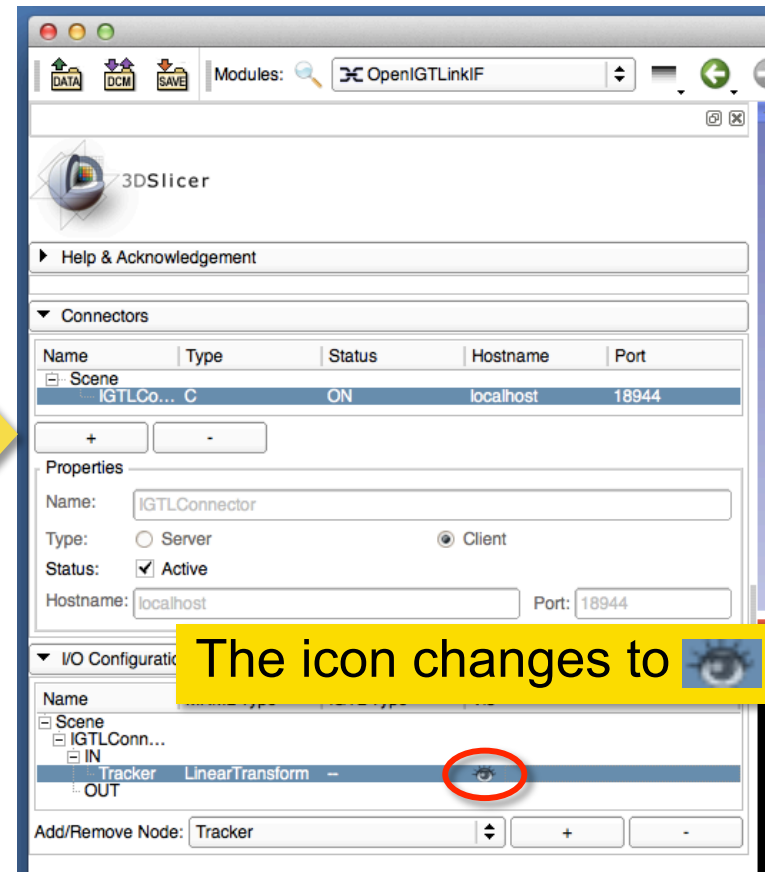 DATA DCM SAVE Modules: OpenIGTLinkIF
3DSlicer
Help & Acknowledgement
Connectors
Name Type Status Hostname Port
Scene
IGTLCo... C ON localhost 18944
+ -
Properties
Name: IGTLConnector
Type: Server Client
Status: Active
Hostname: localhost Port: 18944
The icon changes to
I/O
Name
Scene
IGTLConn...
IN
Tracker LinearTransform --
OUT
Add/Remove Node: Tracker + -